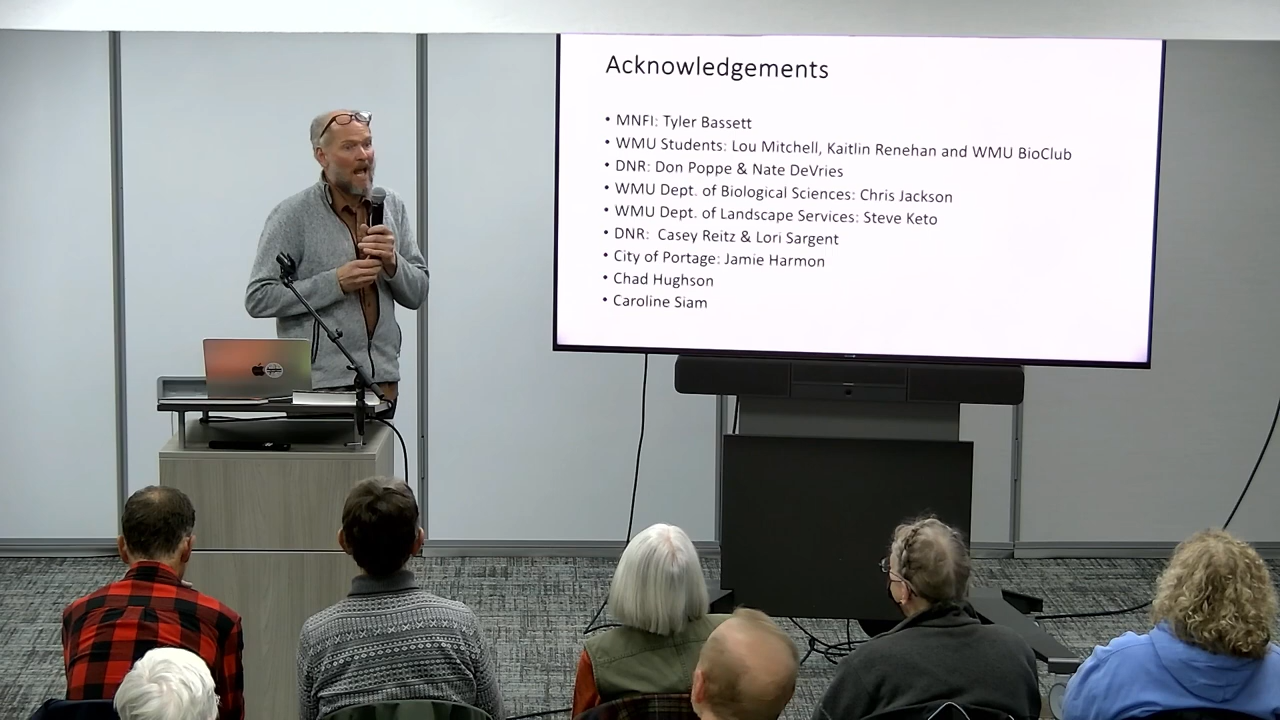 Acknowledgements
• MNFI: Tyler Bassett
• WMU Students: Lou Mitchell, Kaitlin Renehan and WMU BioClub
• DNR: Don Poppe & Nate DeVries
• WMU Dept. of Biological Sciences: Chris Jackson
• WMU Dept. of Landscape Services: Steve Keto
• DNR: Casey Reitz & Lori Sargent
• City of Portage: Jamie Harmon
• Chad Hughson
• Caroline Siam